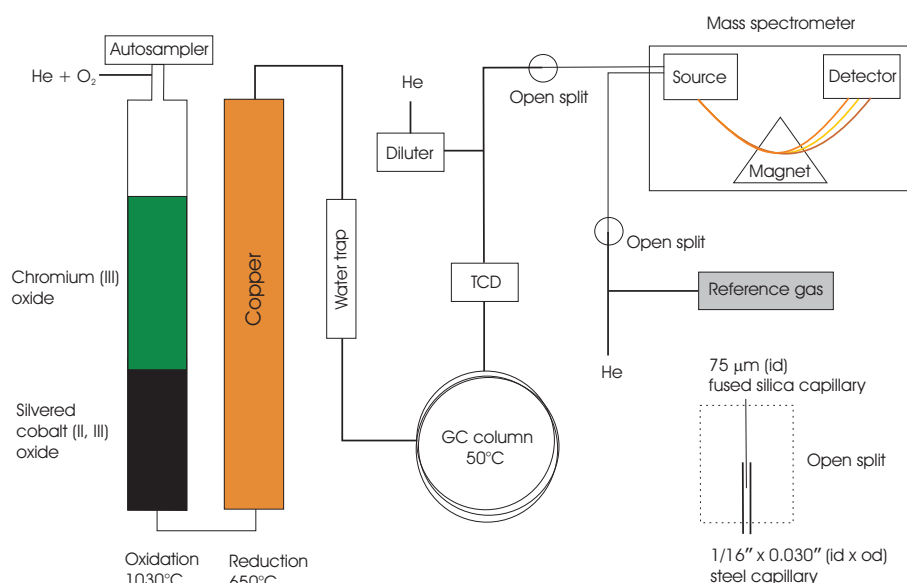 Mass spectrometer
Autosampler
He + O₂
He
Open split
Source
Detector
Diluter
Magnet
Chromium (III)
oxide
Copper
Water trap
TCD
Open split
Reference gas
He
75 μm (id)
fused silica capillary
Silvered
cobalt (II, III)
oxide
GC column
50°C
Open split
Oxidation
1030°C
Reduction
650°C
1/16″ x 0.030″ (id x od)
steel capillary